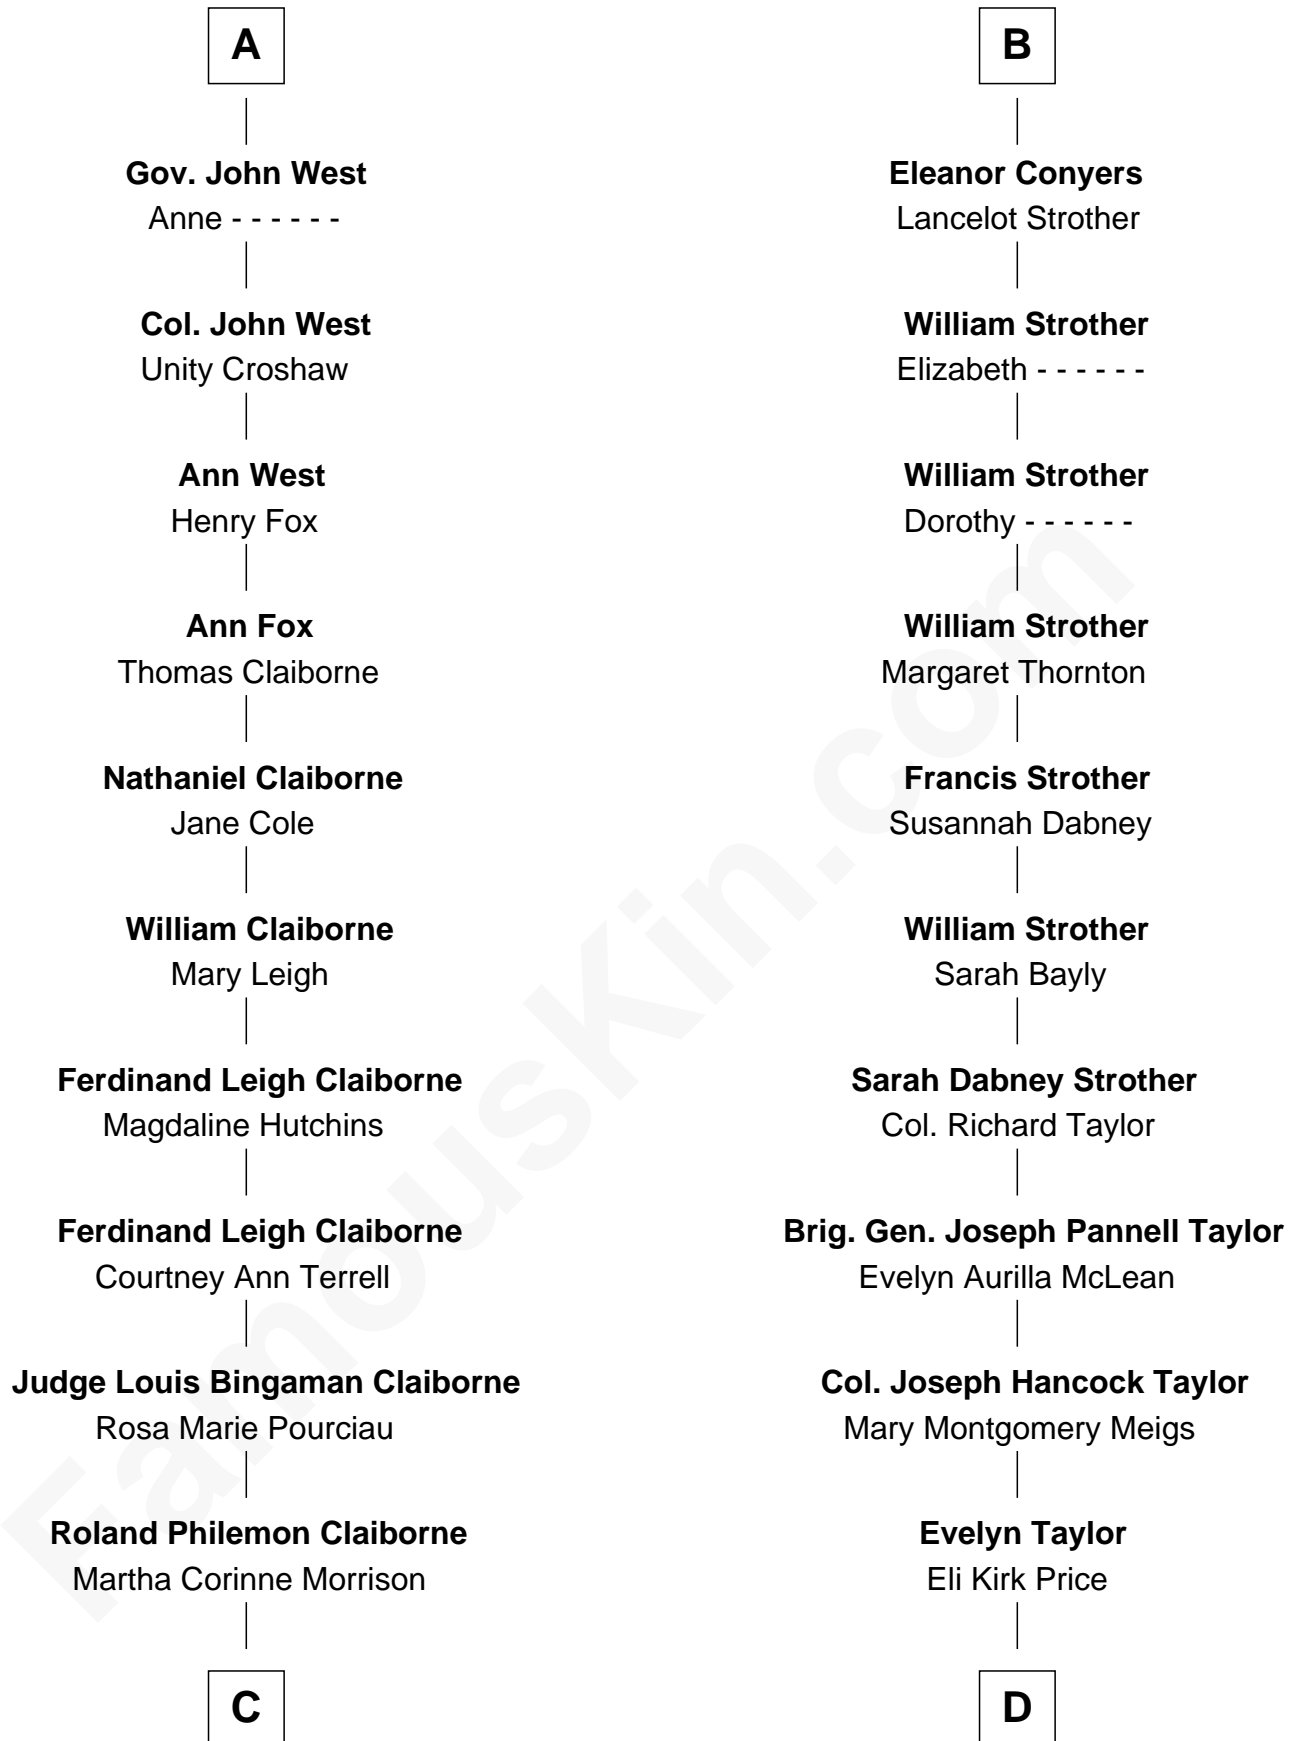 A
Gov. John West
Anne - - - - - -
Col. John West
Unity Croshaw
Ann West
Henry Fox
Ann Fox
Thomas Claiborne
Nathaniel Claiborne
Jane Cole
William Claiborne
Mary Leigh
Ferdinand Leigh Claiborne
Magdaline Hutchins
Ferdinand Leigh Claiborne
Courtney Ann Terrell
Judge Louis Bingaman Claiborne
Rosa Marie Pourciau
Roland Philemon Claiborne
Martha Corinne Morrison
C
B
Eleanor Conyers
Lancelot Strother
William Strother
Elizabeth - - - - - -
William Strother
Dorothy - - - - - -
William Strother
Margaret Thornton
Francis Strother
Susannah Dabney
William Strother
Sarah Bayly
Sarah Dabney Strother
Col. Richard Taylor
Brig. Gen. Joseph Pannell Taylor
Evelyn Aurilla McLean
Col. Joseph Hancock Taylor
Mary Montgomery Meigs
Evelyn Taylor
Eli Kirk Price
D
FamousKin.com